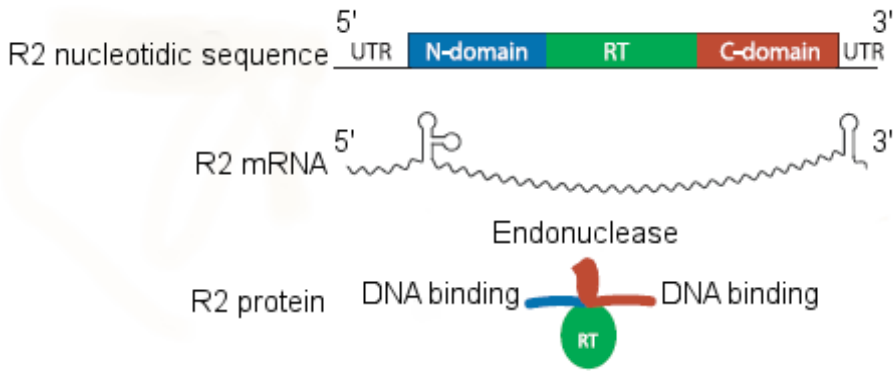 5' 3'
R2 nucleotidic sequence UTR N-domain RT C-domain UTR
5' 3'
R2 mRNA
Endonuclease
R2 protein DNA binding DNA binding
RT